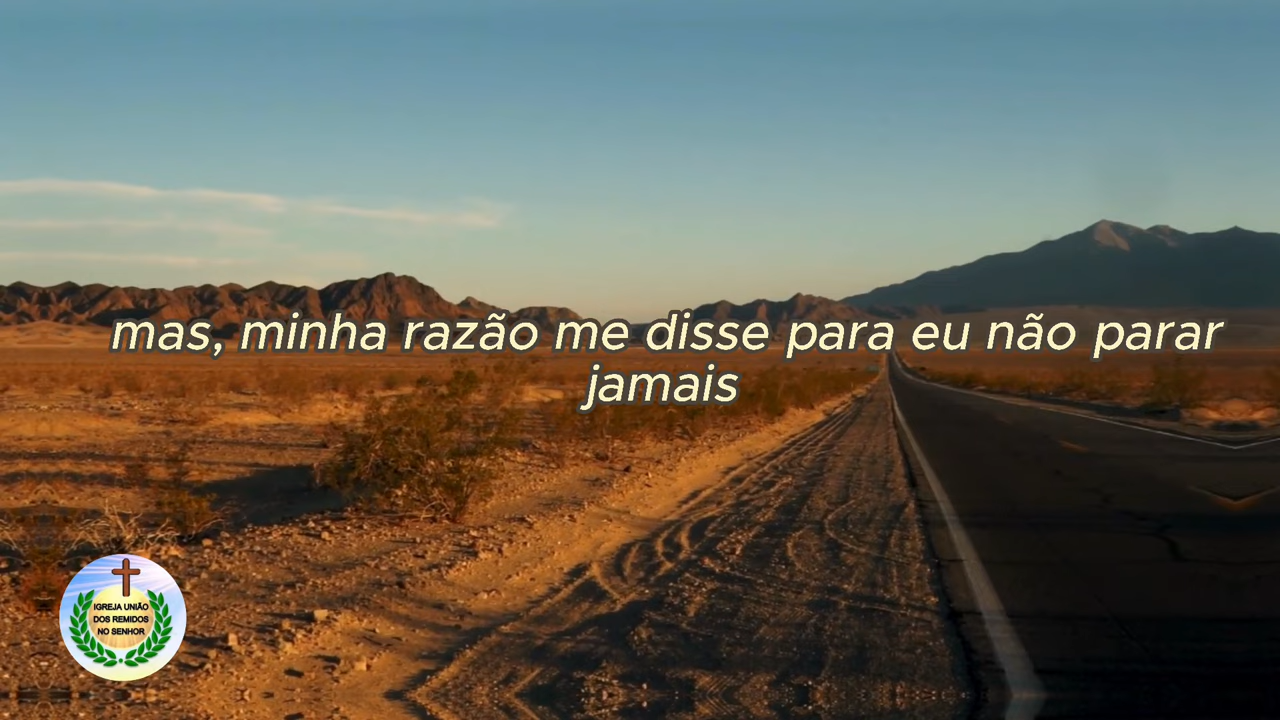 mas, minha razão me disse para eu não parar
jamais
IGREJA UNIÃO
DOS REMIDOS
NO SENHOR